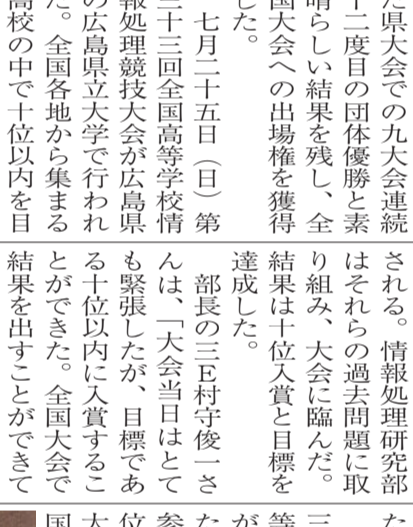 た県大会での九大会連続
十二度目の団体優勝と素
晴らしい結果を残し、全
国大会への出場権を獲得
した。
七月二十五日（日）第
三十三回全国高等学校情
報処理競技大会が広島県
の広島県立大学で行われ
た。全国各地から集まる
高校の中で十位以内を目
される。情報処理研究部
はそれらの過去問題に取
り組み、大会に臨んだ。
結果は十位入賞と目標を
達成した。
部長の三E村守俊一さ
んは、「大会当日はとて
も緊張したが、目標であ
る十位以内に入賞するこ
とができた。全国大会で
結果を出すことができて
た
三
等
が
た
参
位
大
国